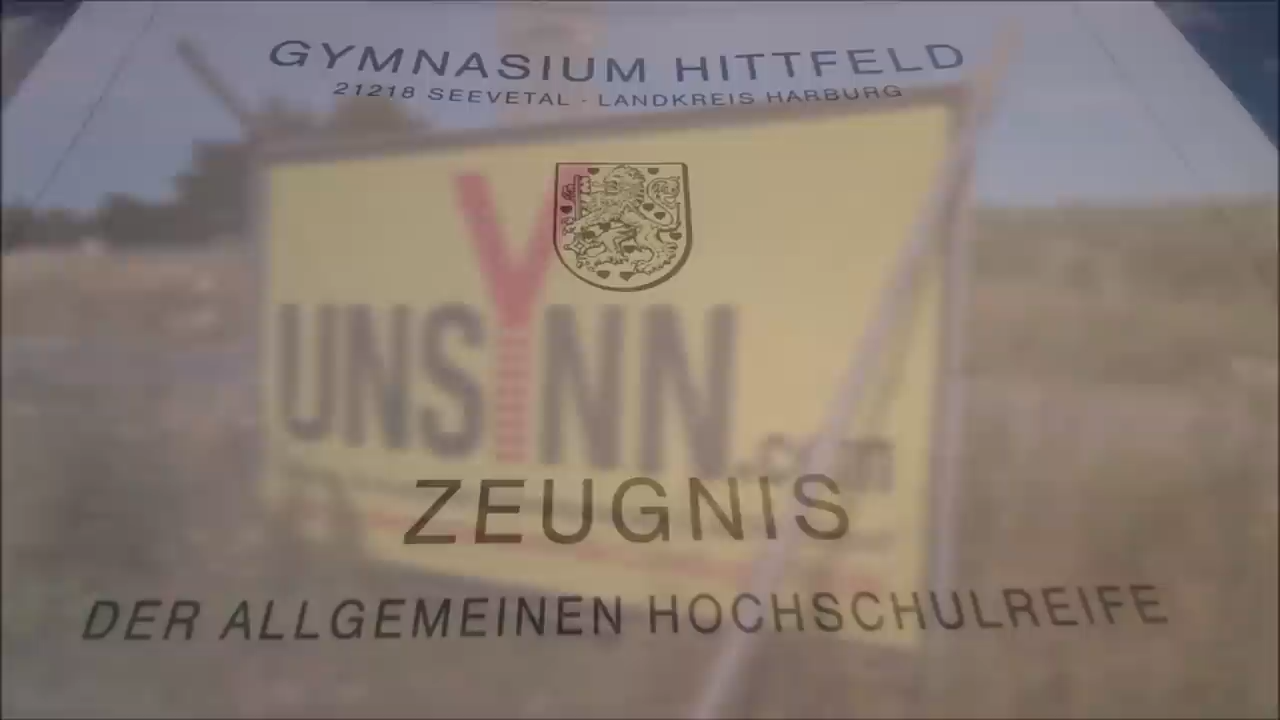 GYMNASIUM HITTFELD
21218 SEEVETAL · LANDKREIS HARBURG
UNSYNN
.com
ZEUGNIS
DER ALLGEMEINEN HOCHSCHULREIFE